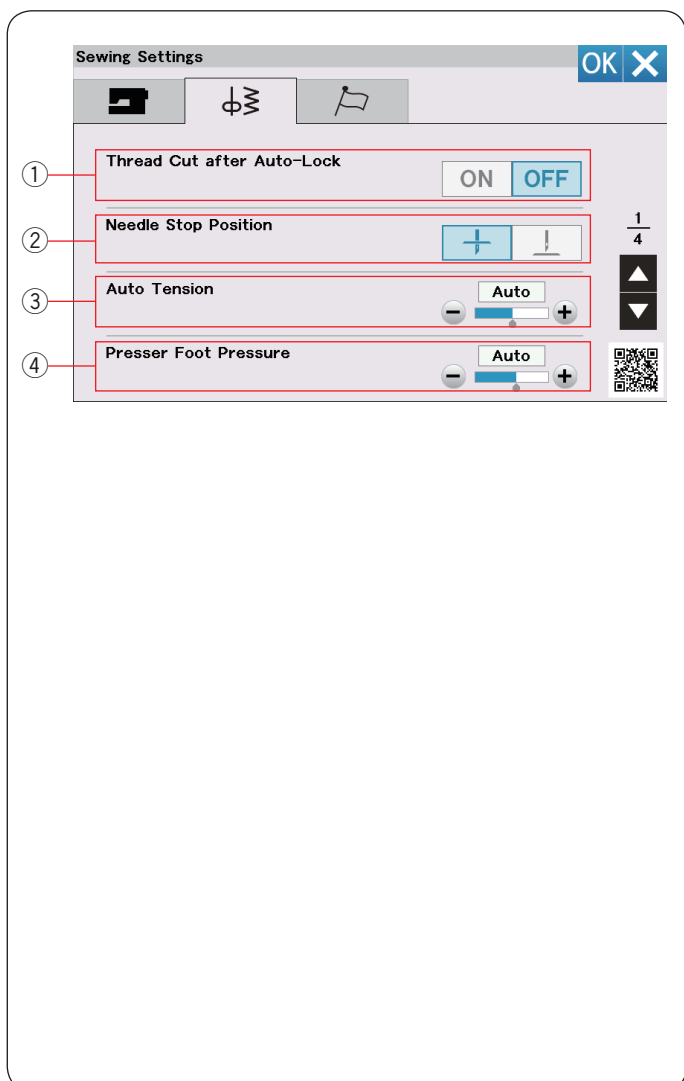 Sewing Settings
OK
① Thread Cut after Auto-Lock
ON OFF
② Needle Stop Position
1
4
③ Auto Tension
Auto
④ Presser Foot Pressure
Auto